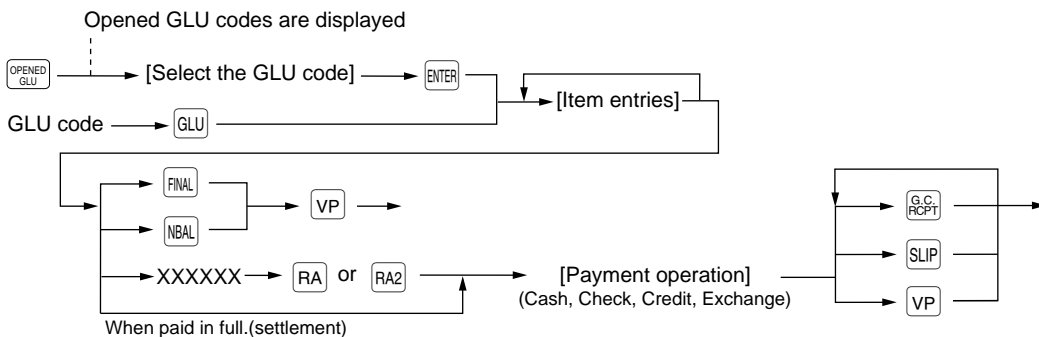 Opened GLU codes are displayed
OPENED
GLU
[Select the GLU code]
ENTER
[Item entries]
GLU code
GLU
FINAL
VP
NBAL
G.C.
RCPT
XXXXXX
RA or RA2
[Payment operation]
SLIP
(Cash, Check, Credit, Exchange)
VP
When paid in full.(settlement)